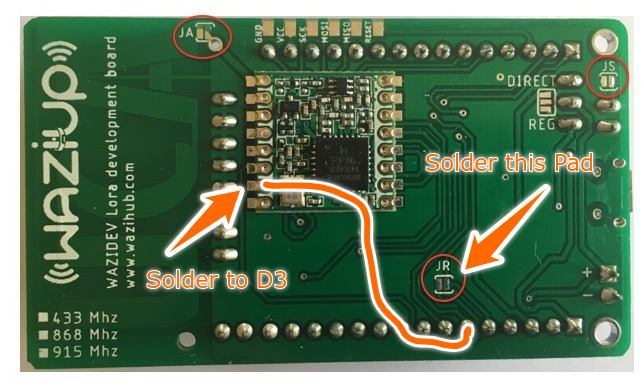 JA
GND
VCC
SCK
MOSI
MISO
RESET
JS
DIRECT
REG
WAZIUP
WAZIDEV Lora development board
www.wazihub.com
RF96
Solder this Pad
Solder to D3
JR
+
-
433 Mhz
868 Mhz
915 Mhz